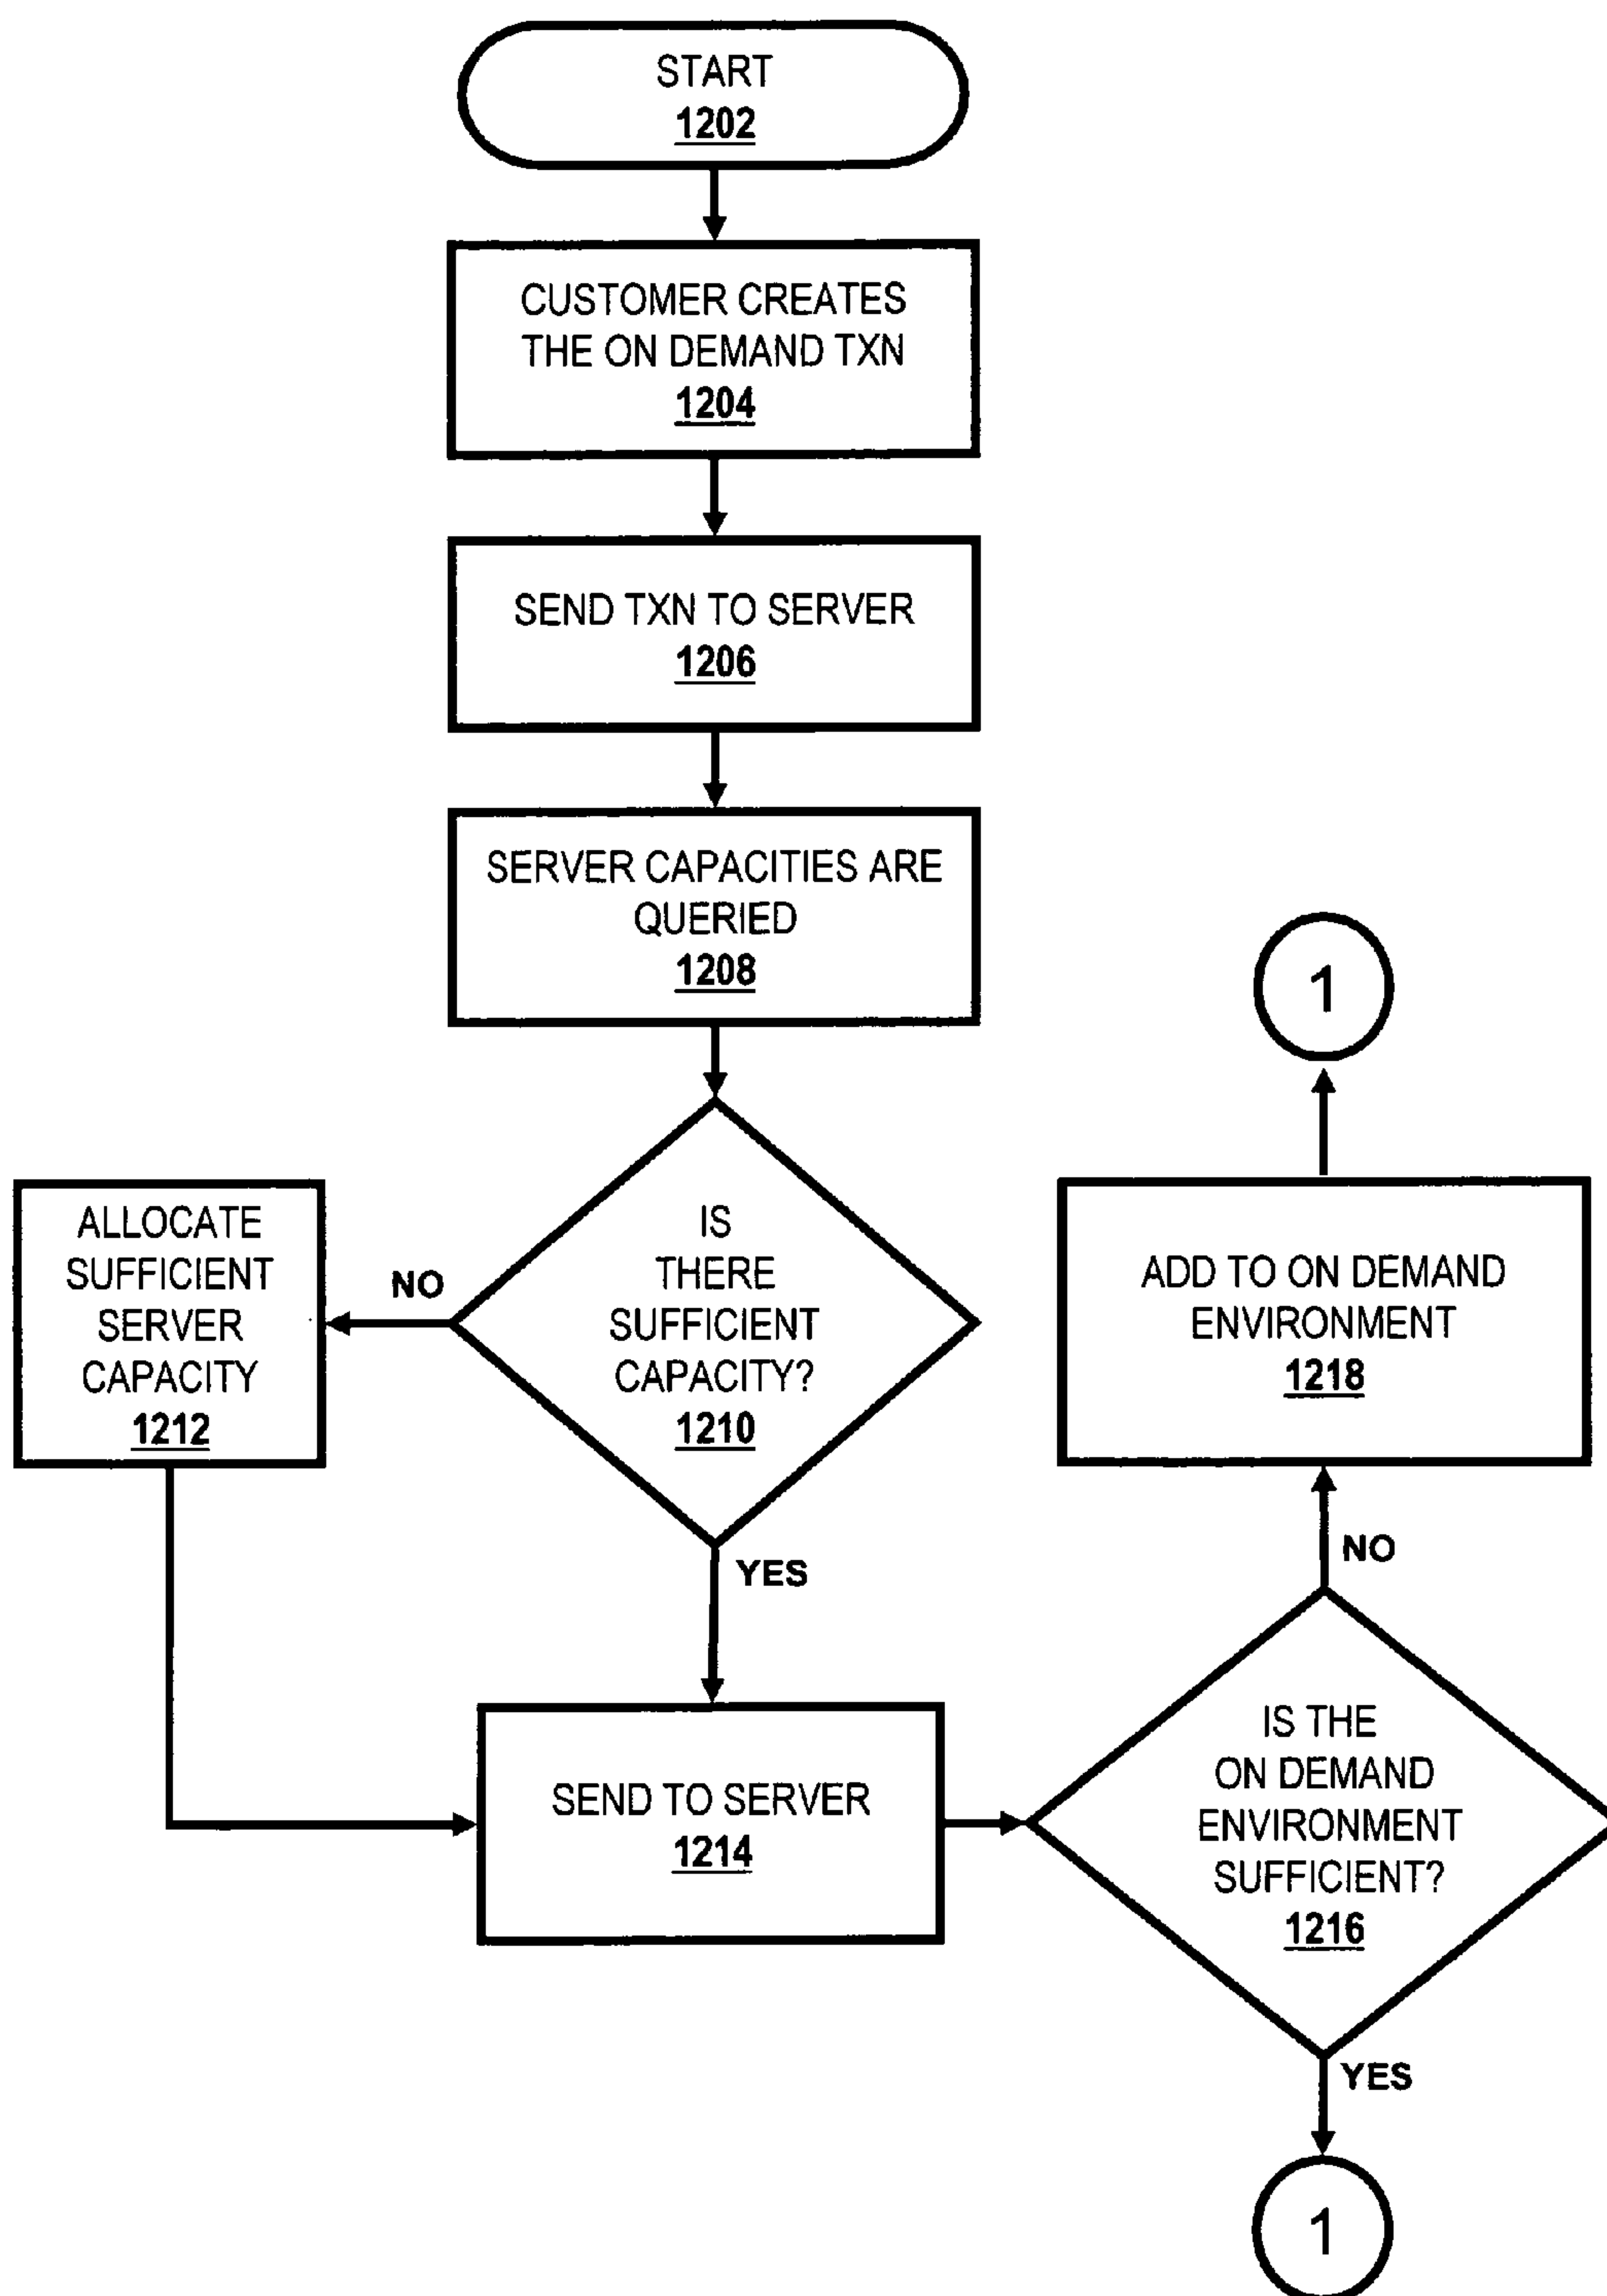 START
1202
CUSTOMER CREATES
THE ON DEMAND TXN
1204
SEND TXN TO SERVER
1206
SERVER CAPACITIES ARE
QUERIED
1208
IS
THERE
SUFFICIENT
CAPACITY?
1210
NO
ALLOCATE
SUFFICIENT
SERVER
CAPACITY
1212
YES
SEND TO SERVER
1214
IS THE
ON DEMAND
ENVIRONMENT
SUFFICIENT?
1216
NO
ADD TO ON DEMAND
ENVIRONMENT
1218
1
YES
1